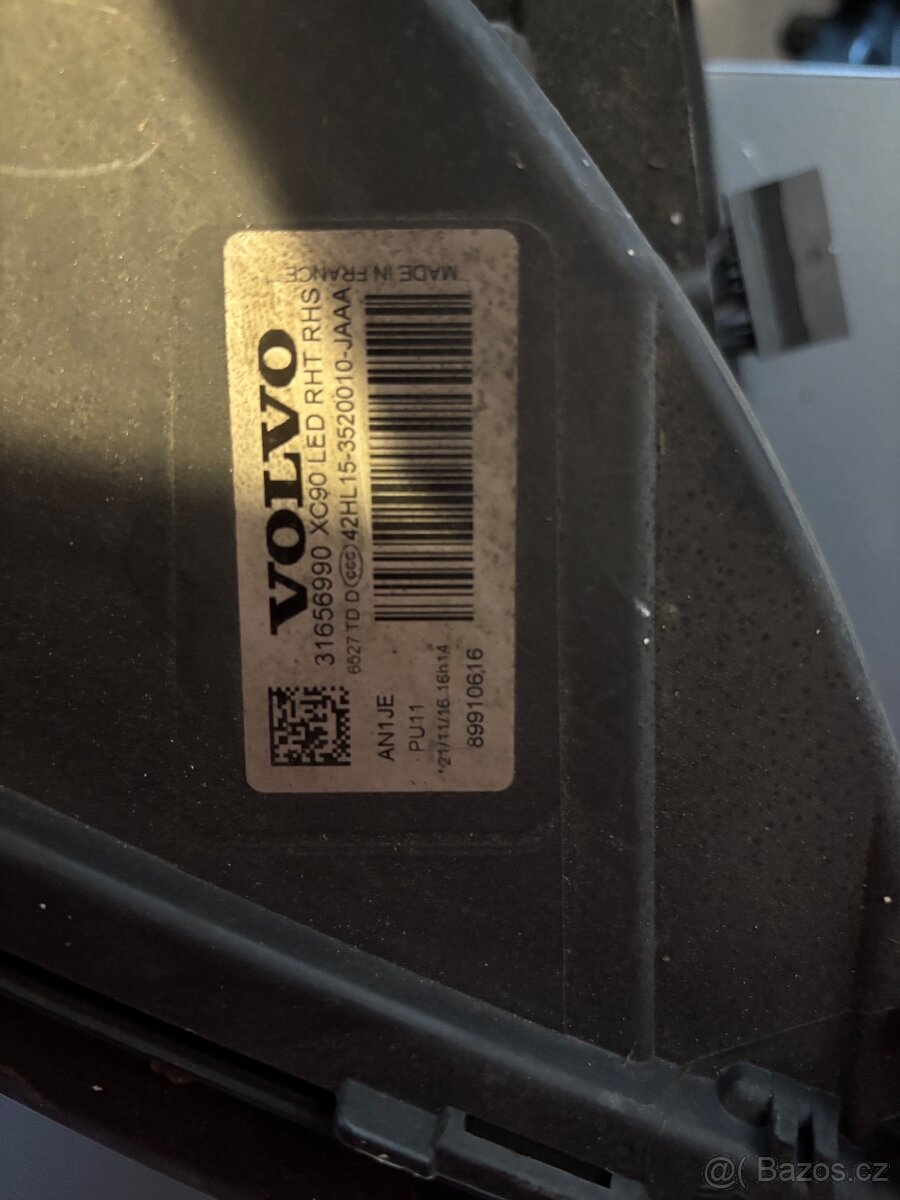 VOLVO
31656990 XC90 LED RHT RHS
6527 TD D CCC 42HL15-3520010-JAAA
MADE IN FRANCE
AN1JE
PU11
21/11/16 16h14
89910616
@( Bazos.cz